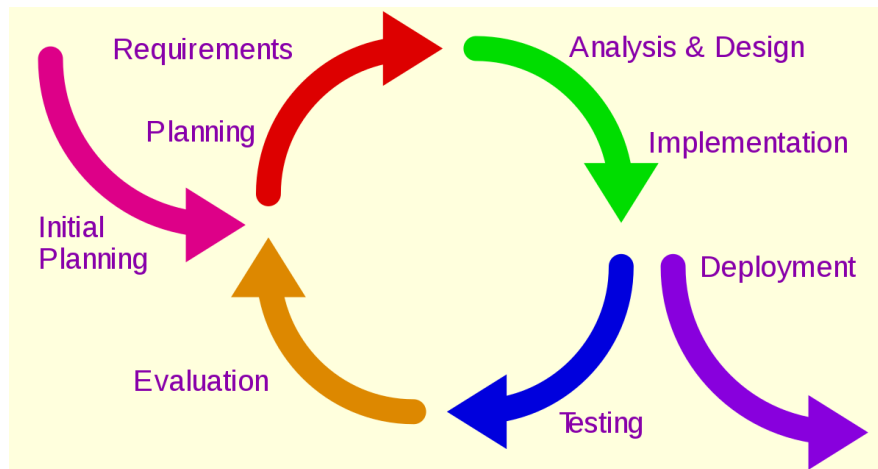 Requirements
Analysis & Design
Planning
Implementation
Initial
Planning
Deployment
Evaluation
Testing